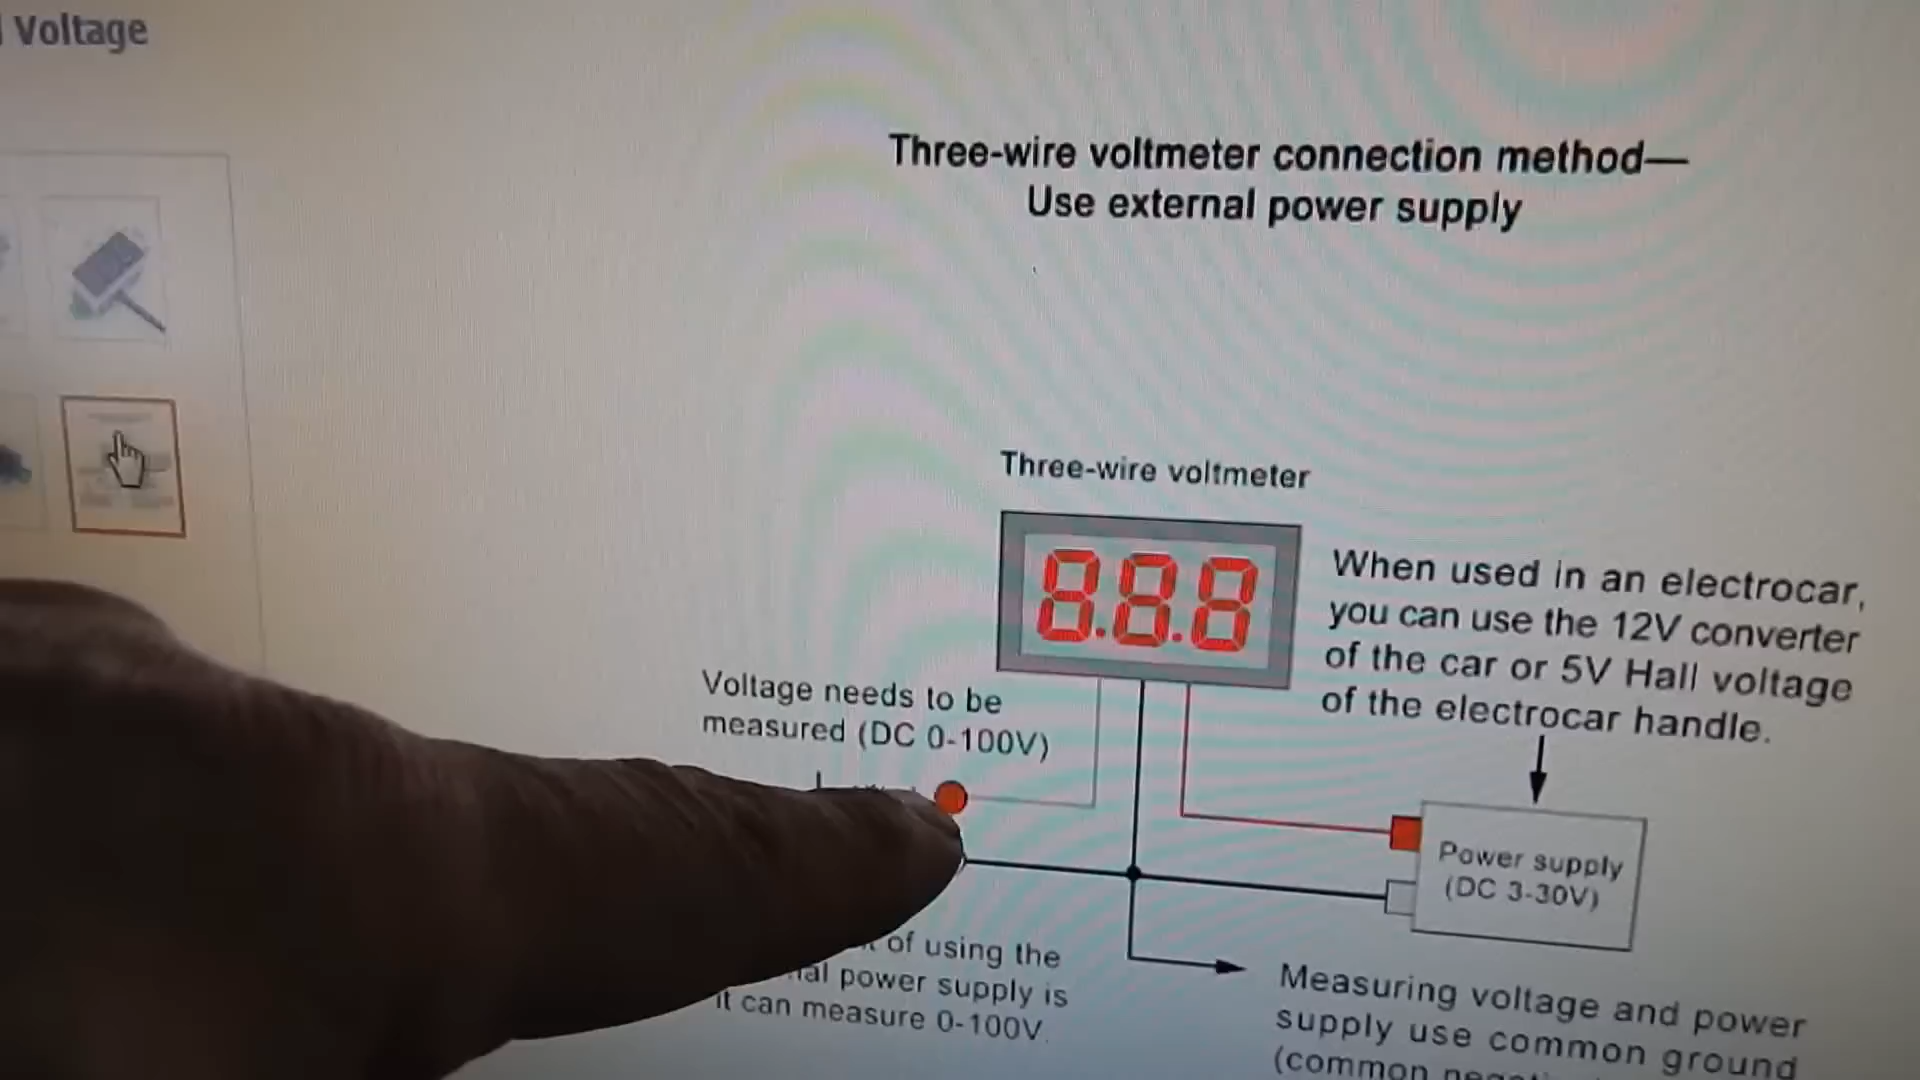 Voltage
Three-wire voltmeter connection method—
Use external power supply
Three-wire voltmeter
8.8.8
When used in an electrocar,
you can use the 12V converter
of the car or 5V Hall voltage
of the electrocar handle.
Voltage needs to be
measured (DC 0-100V)
Power supply
(DC 3-30V)
of using the
power supply is
it can measure 0-100V.
Measuring voltage and power
supply use common ground
(common